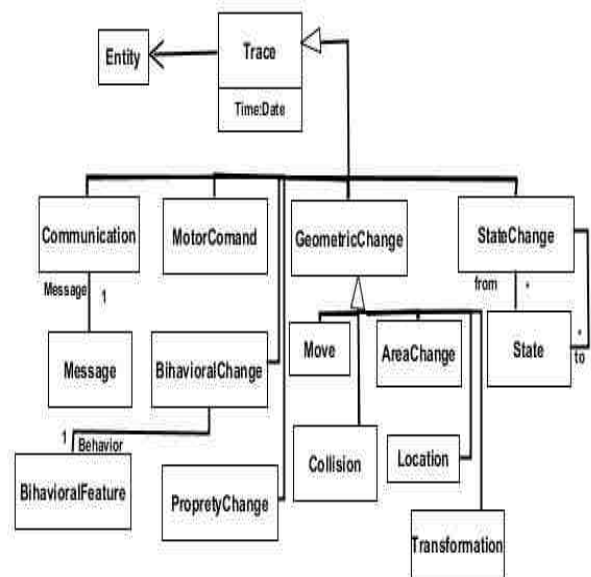 Trace
Entity
Time:Date
Communication
MotorComand
GeometricChange
StateChange
Message
1
from
*
Message
BihavioralChange
Move
AreaChange
State
*
to
1
Behavior
BihavioralFeature
PropretyChange
Collision
Location
Transformation